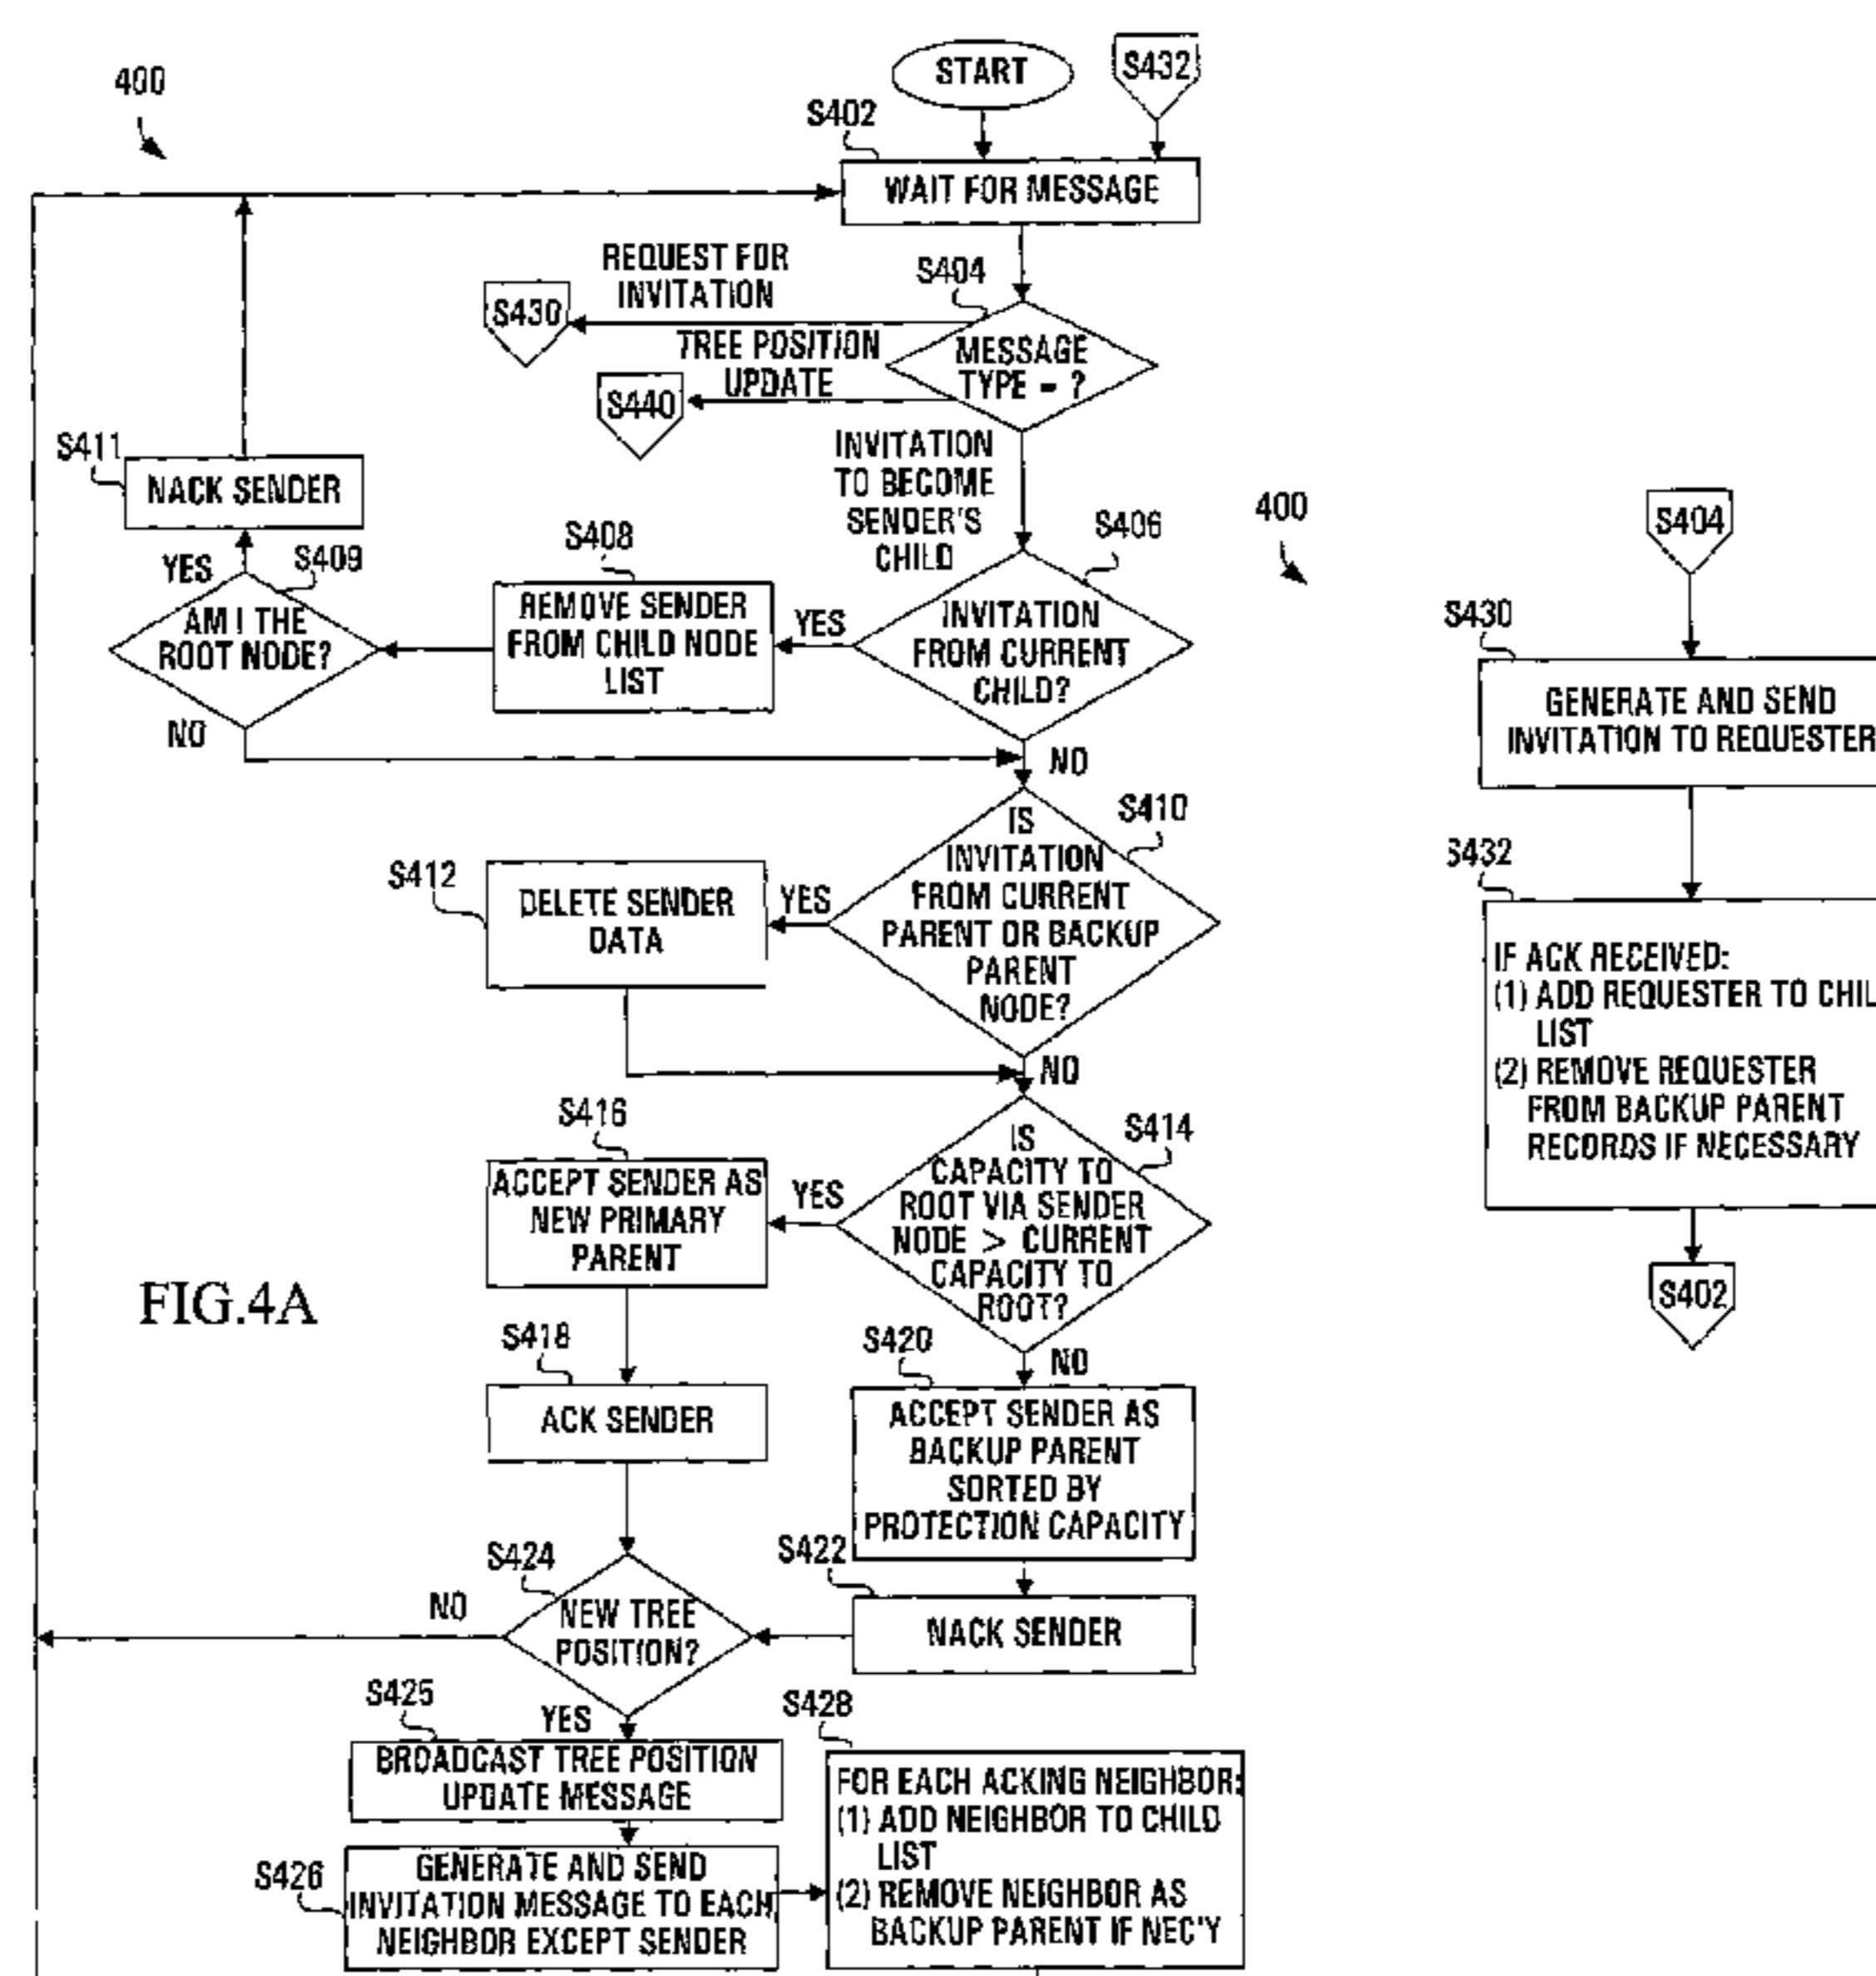 400
START
S432
S402
WAIT FOR MESSAGE
REQUEST FOR
INVITATION
S404
S430
TREE POSITION
UPDATE
MESSAGE
TYPE = ?
S440
INVITATION
TO BECOME
SENDER'S
CHILD
S411
NACK SENDER
YES
S409
AM I THE
ROOT NODE?
NO
S408
REMOVE SENDER
FROM CHILD NODE
LIST
YES
S406
INVITATION
FROM CURRENT
CHILD?
NO
S410
IS
INVITATION
FROM CURRENT
PARENT OR BACKUP
PARENT
NODE?
YES
S412
DELETE SENDER
DATA
NO
S416
ACCEPT SENDER AS
NEW PRIMARY
PARENT
YES
S414
IS
CAPACITY TO
ROOT VIA SENDER
NODE > CURRENT
CAPACITY TO
ROOT?
FIG.4A
S418
ACK SENDER
NO
S420
ACCEPT SENDER AS
BACKUP PARENT
SORTED BY
PROTECTION CAPACITY
S422
NACK SENDER
S424
NEW TREE
POSITION?
NO
YES
S425
BROADCAST TREE POSITION
UPDATE MESSAGE
S426
GENERATE AND SEND
INVITATION MESSAGE TO EACH
NEIGHBOR EXCEPT SENDER
S428
FOR EACH ACKING NEIGHBOR:
(1) ADD NEIGHBOR TO CHILD
LIST
(2) REMOVE NEIGHBOR AS
BACKUP PARENT IF NEC'Y
400
S404
S430
GENERATE AND SEND
INVITATION TO REQUESTER
S432
IF ACK RECEIVED:
(1) ADD REQUESTER TO CHIL
LIST
(2) REMOVE REQUESTER
FROM BACKUP PARENT
RECORDS IF NECESSARY
S402